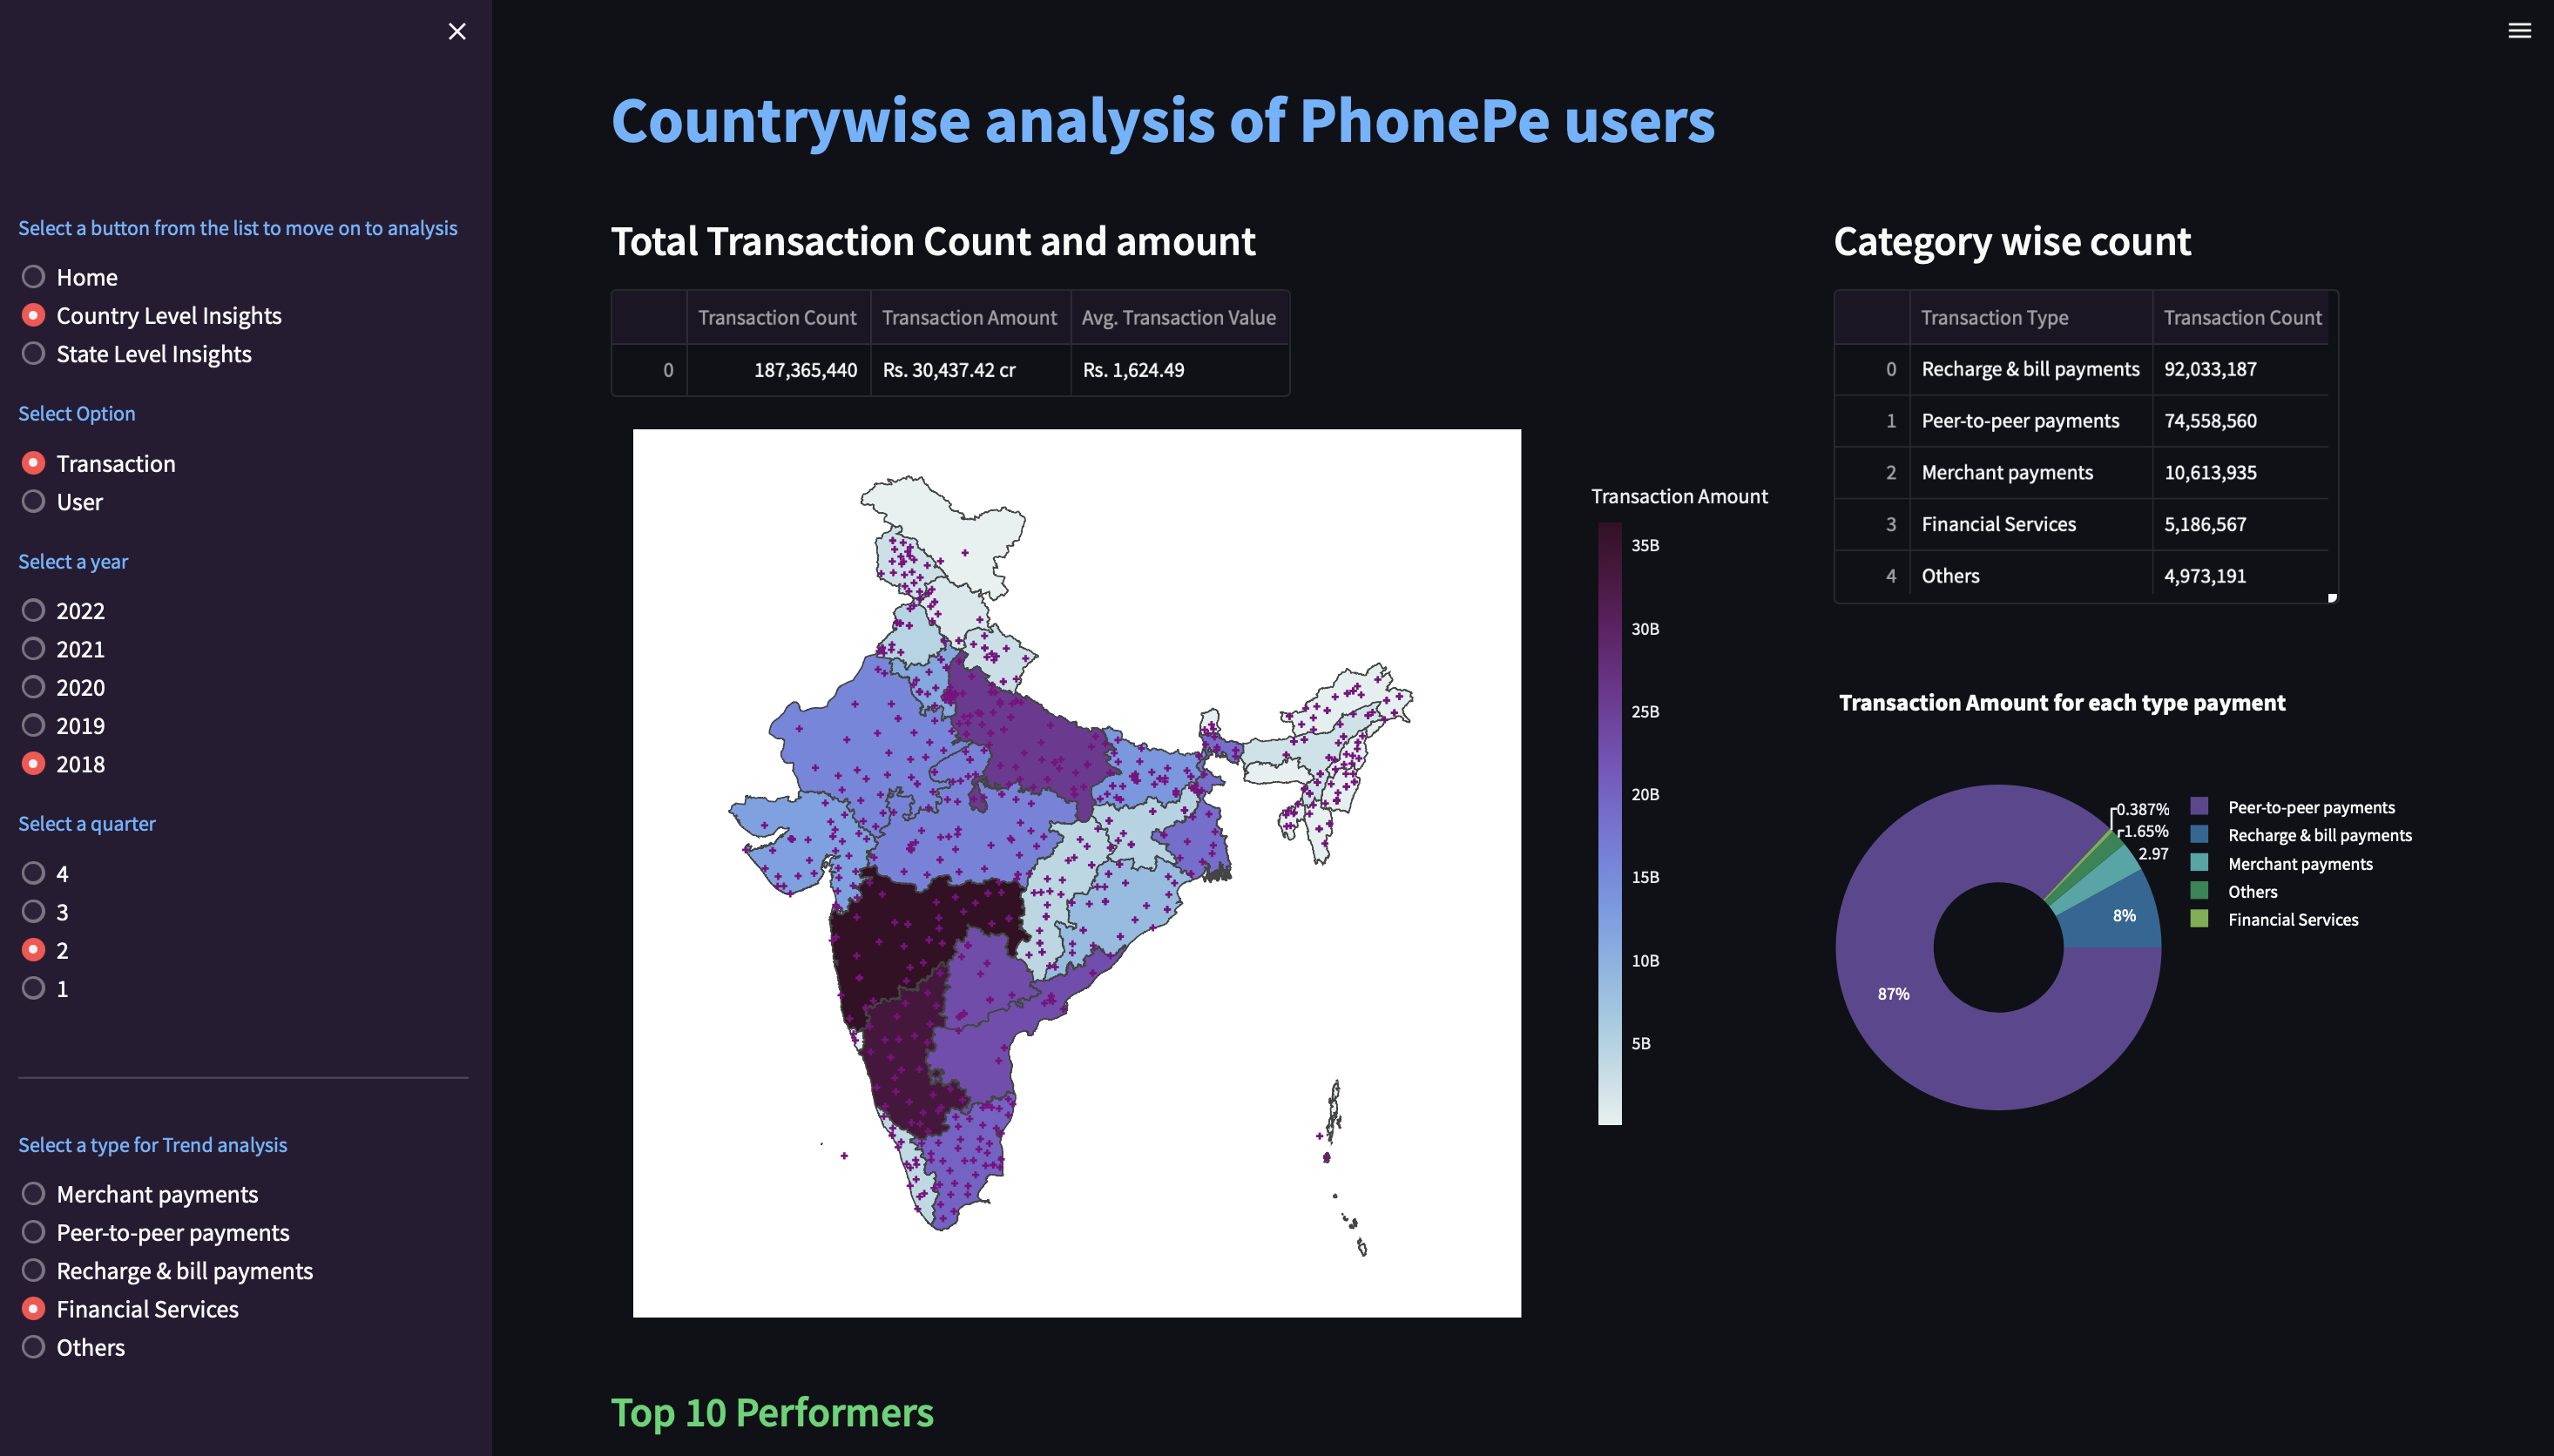 Select a button from the list to move on to analysis
Home
Country Level Insights
State Level Insights
Select Option
Transaction
User
Select a year
2022
2021
2020
2019
2018
Select a quarter
4
3
2
1
Select a type for Trend analysis
Merchant payments
Peer-to-peer payments
Recharge & bill payments
Financial Services
Others
Countrywise analysis of PhonePe users
Total Transaction Count and amount
Transaction Count Transaction Amount Avg. Transaction Value
0 187,365,440 Rs. 30,437.42 cr Rs. 1,624.49
Transaction Amount
35B
30B
25B
20B
15B
10B
5B
Category wise count
Transaction Type Transaction Count
0 Recharge & bill payments 92,033,187
1 Peer-to-peer payments 74,558,560
2 Merchant payments 10,613,935
3 Financial Services 5,186,567
4 Others 4,973,191
Transaction Amount for each type payment
0.387%
1.65%
2.97
8%
87%
Peer-to-peer payments
Recharge & bill payments
Merchant payments
Others
Financial Services
Top 10 Performers